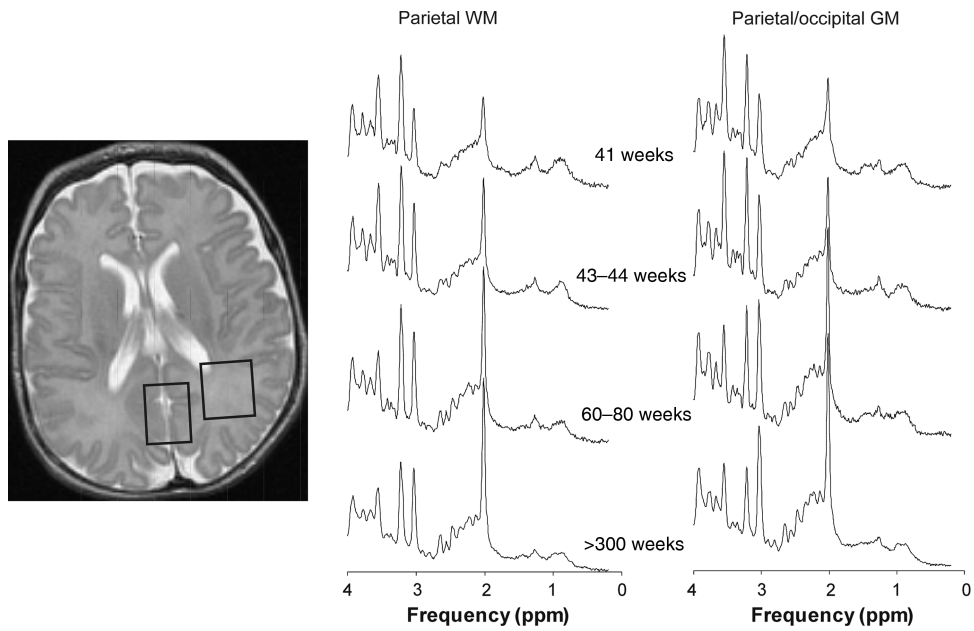 Parietal WM
Parietal/occipital GM
41 weeks
43–44 weeks
60–80 weeks
>300 weeks
4 3 2 1 0
4 3 2 1 0
Frequency (ppm)
Frequency (ppm)